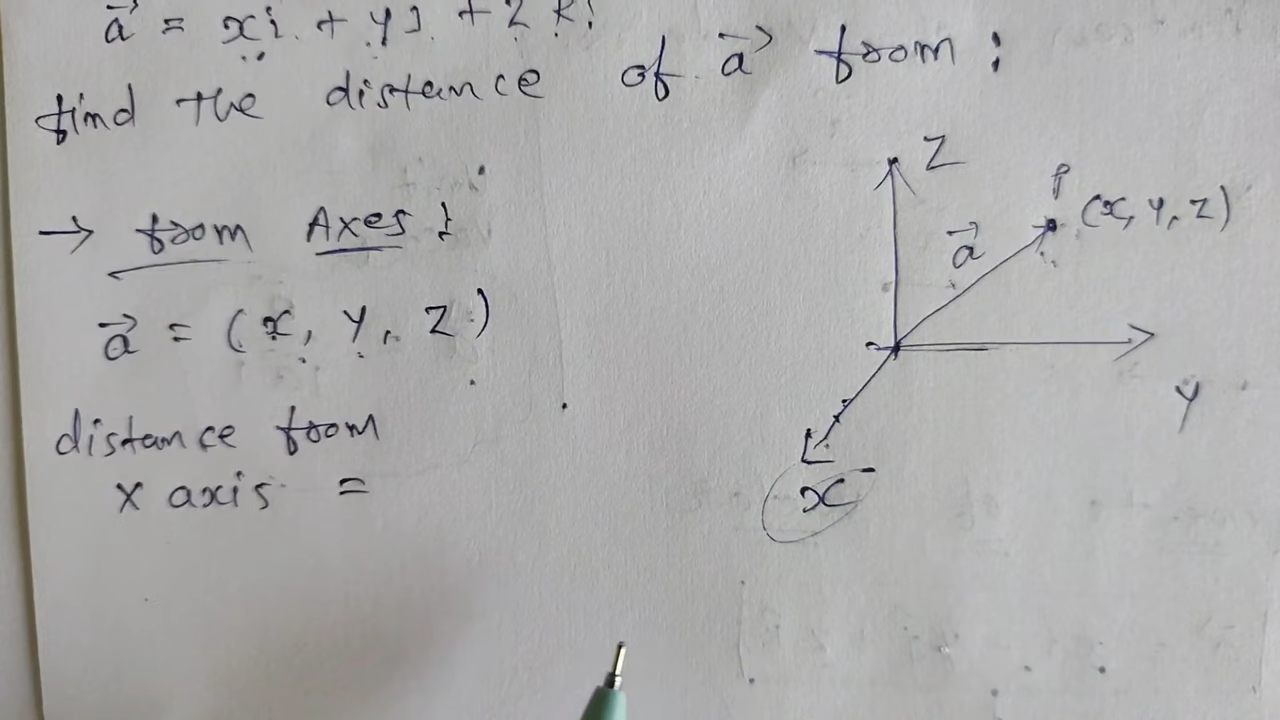 a⃗ = xi + yj + zk
find the distance of a⃗ from :
→ from Axes :
a⃗ = (x, y, z)
distance from
x axis =
Z
P
(x, y, z)
a⃗
Y
x